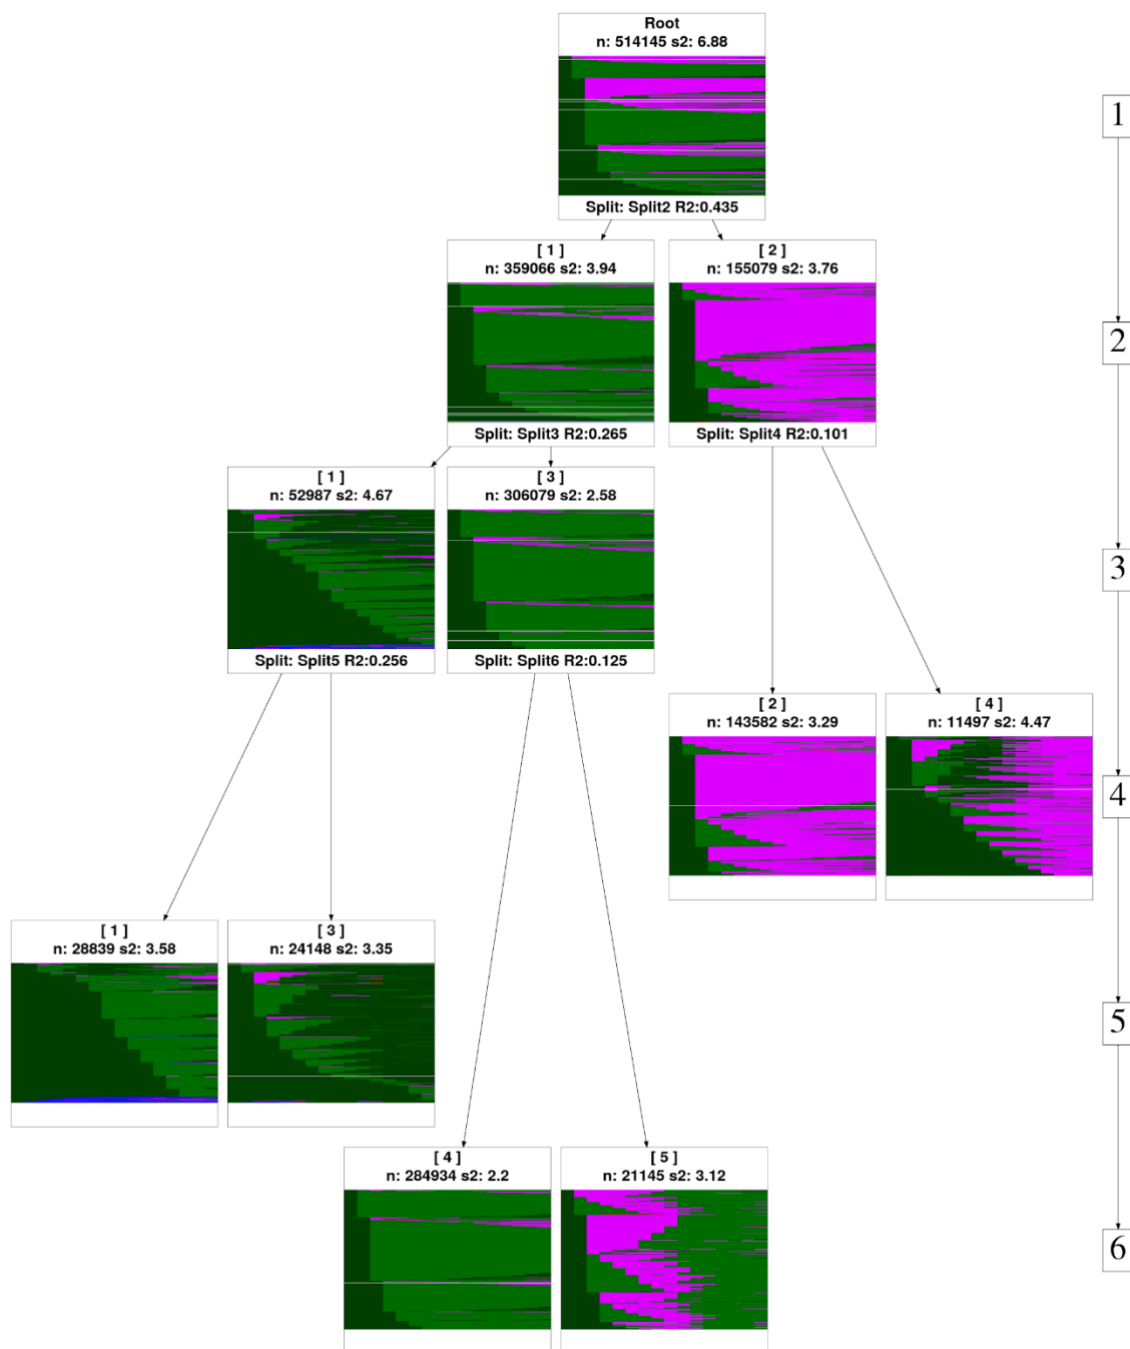 Root
n: 514145 s2: 6.88
Split: Split2 R2:0.435
1
[ 1 ]
n: 359066 s2: 3.94
Split: Split3 R2:0.265
[ 2 ]
n: 155079 s2: 3.76
Split: Split4 R2:0.101
2
[ 1 ]
n: 52987 s2: 4.67
Split: Split5 R2:0.256
[ 3 ]
n: 306079 s2: 2.58
Split: Split6 R2:0.125
3
[ 2 ]
n: 143582 s2: 3.29
[ 4 ]
n: 11497 s2: 4.47
4
[ 1 ]
n: 28839 s2: 3.58
[ 3 ]
n: 24148 s2: 3.35
5
[ 4 ]
n: 284934 s2: 2.2
[ 5 ]
n: 21145 s2: 3.12
6